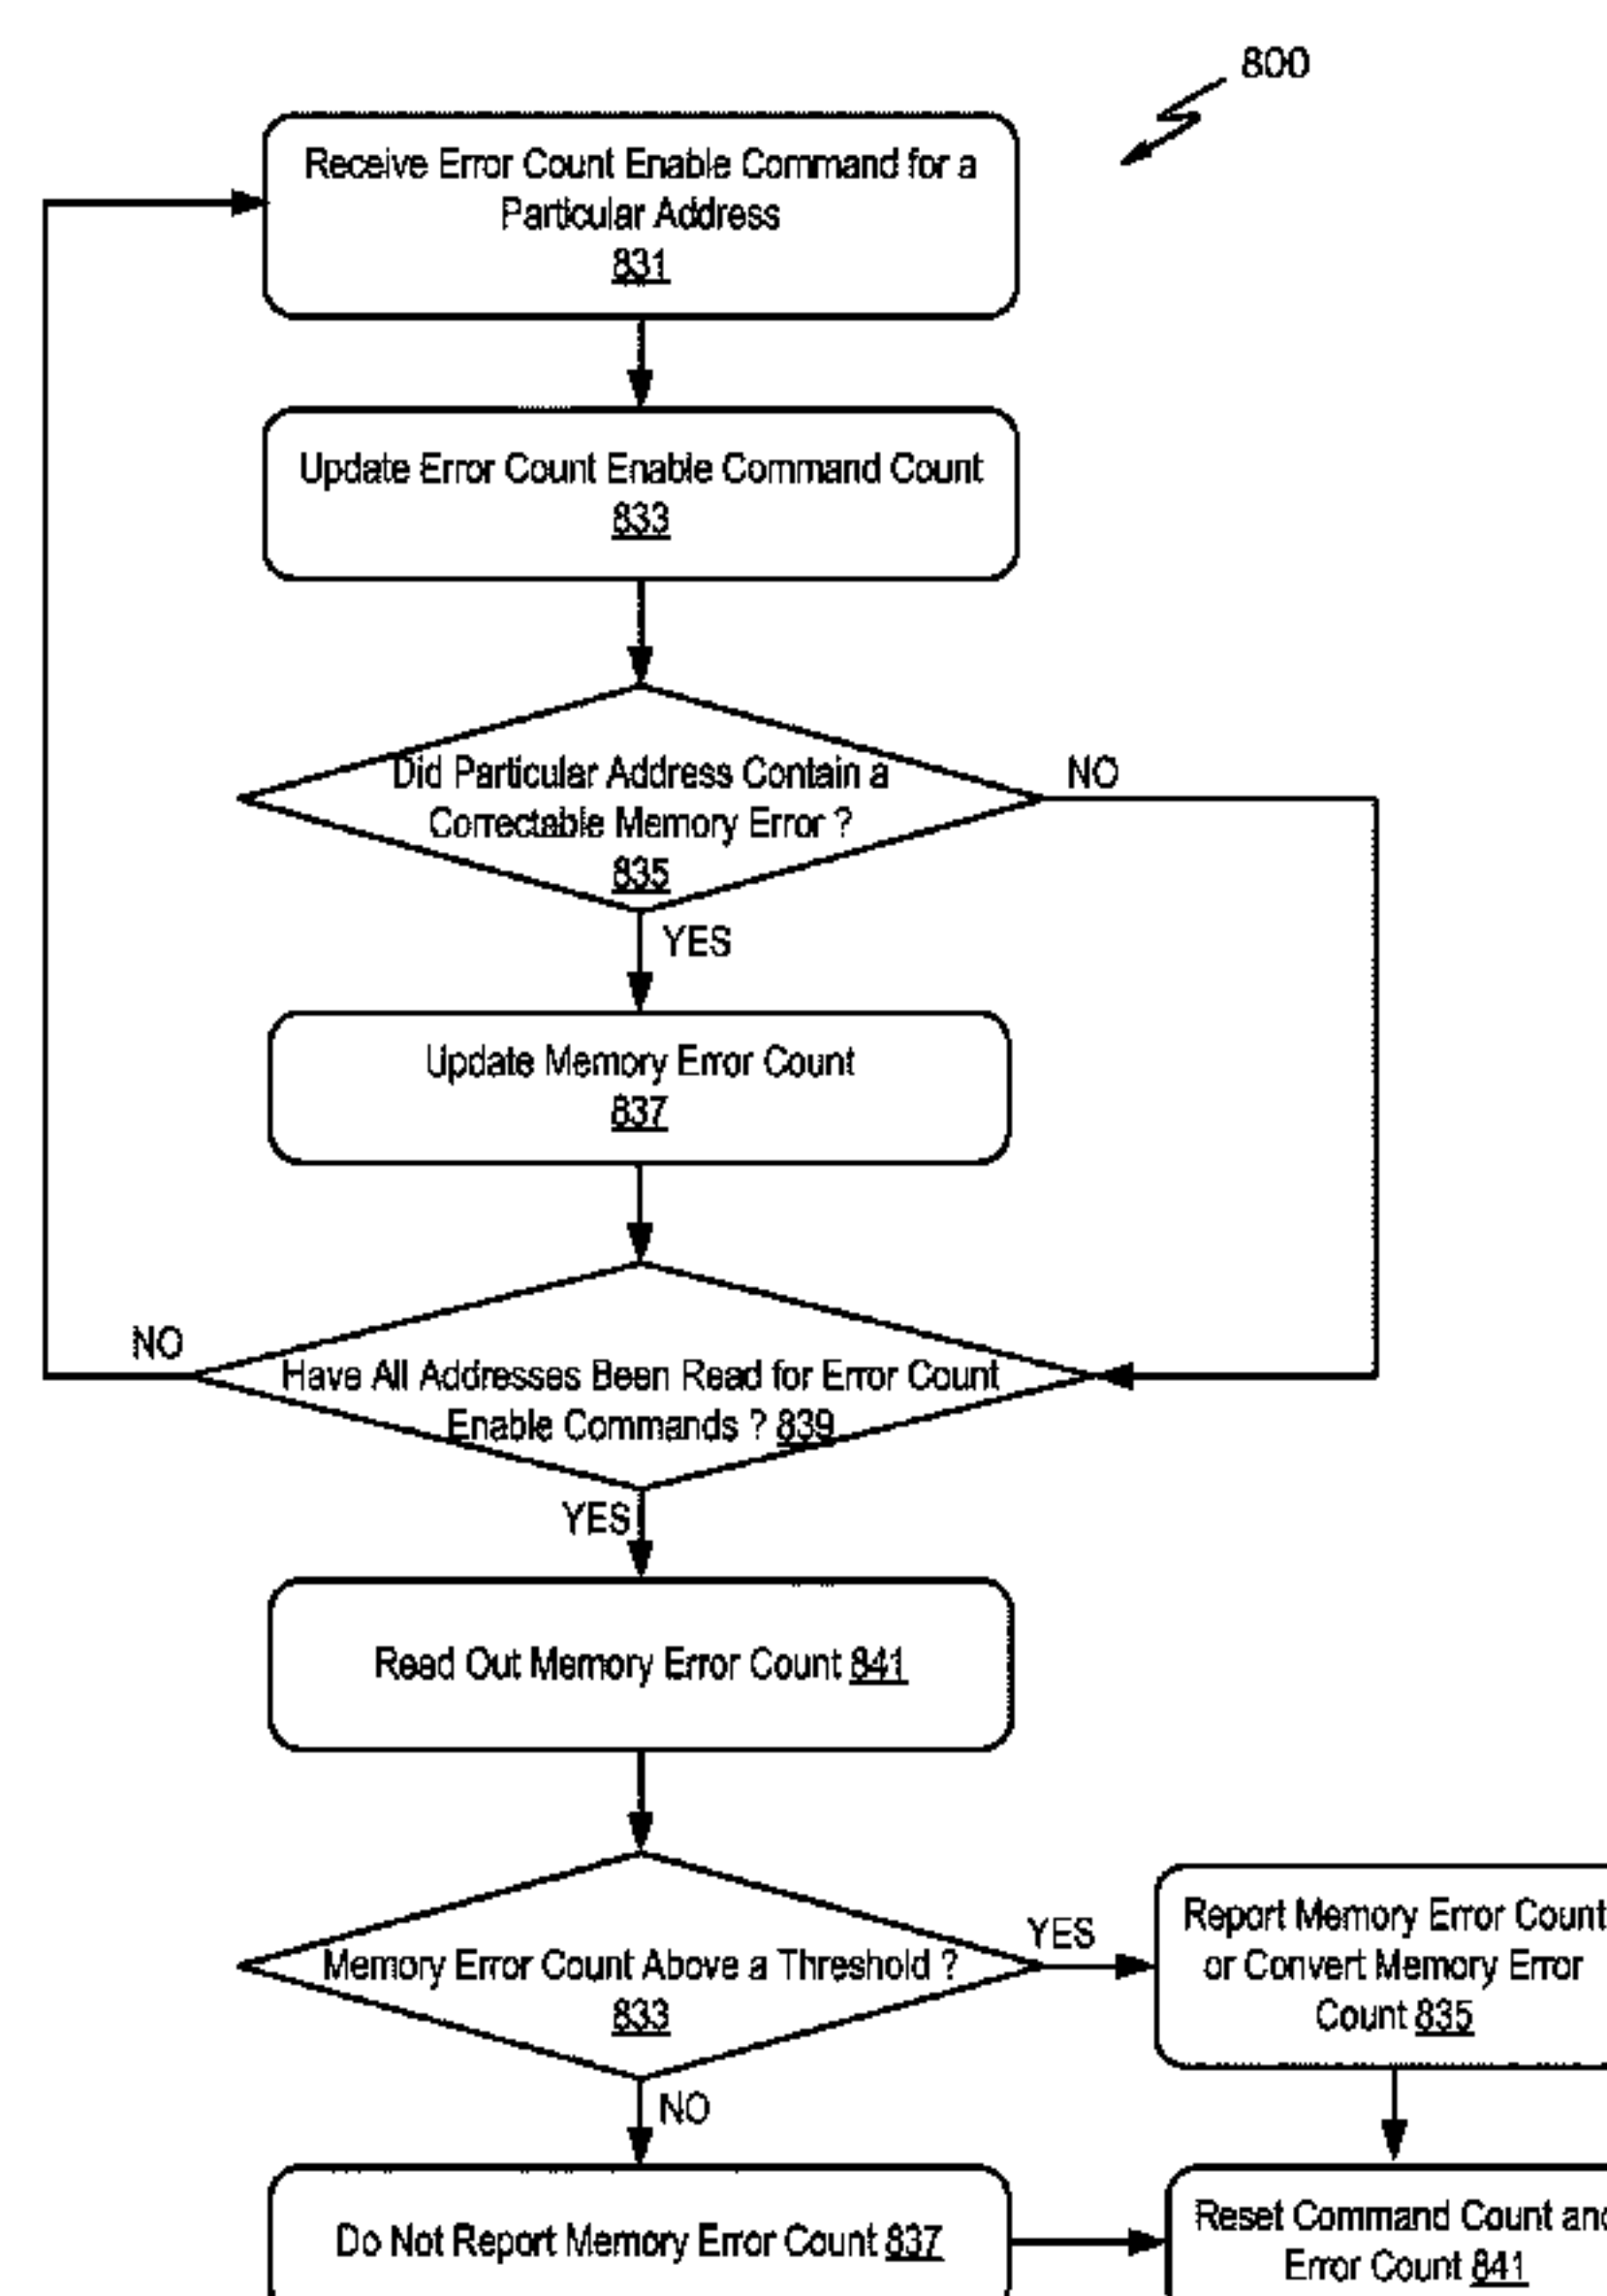 800
Receive Error Count Enable Command for a
Particular Address
831
Update Error Count Enable Command Count
833
Did Particular Address Contain a
Correctable Memory Error ?
835
NO
YES
Update Memory Error Count
837
NO
Have All Addresses Been Read for Error Count
Enable Commands ? 839
YES
Read Out Memory Error Count 841
Memory Error Count Above a Threshold ?
833
YES
Report Memory Error Count
or Convert Memory Error
Count 835
NO
Do Not Report Memory Error Count 837
Reset Command Count and
Error Count 841